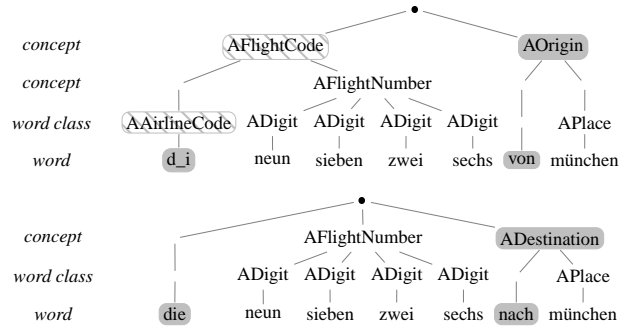 concept AFlightCode AOrigin
concept AFlightNumber
word class AAirlineCode ADigit ADigit ADigit ADigit APlace
word d_i neun sieben zwei sechs von münchen
concept AFlightNumber ADestination
word class ADigit ADigit ADigit ADigit APlace
word die neun sieben zwei sechs nach münchen